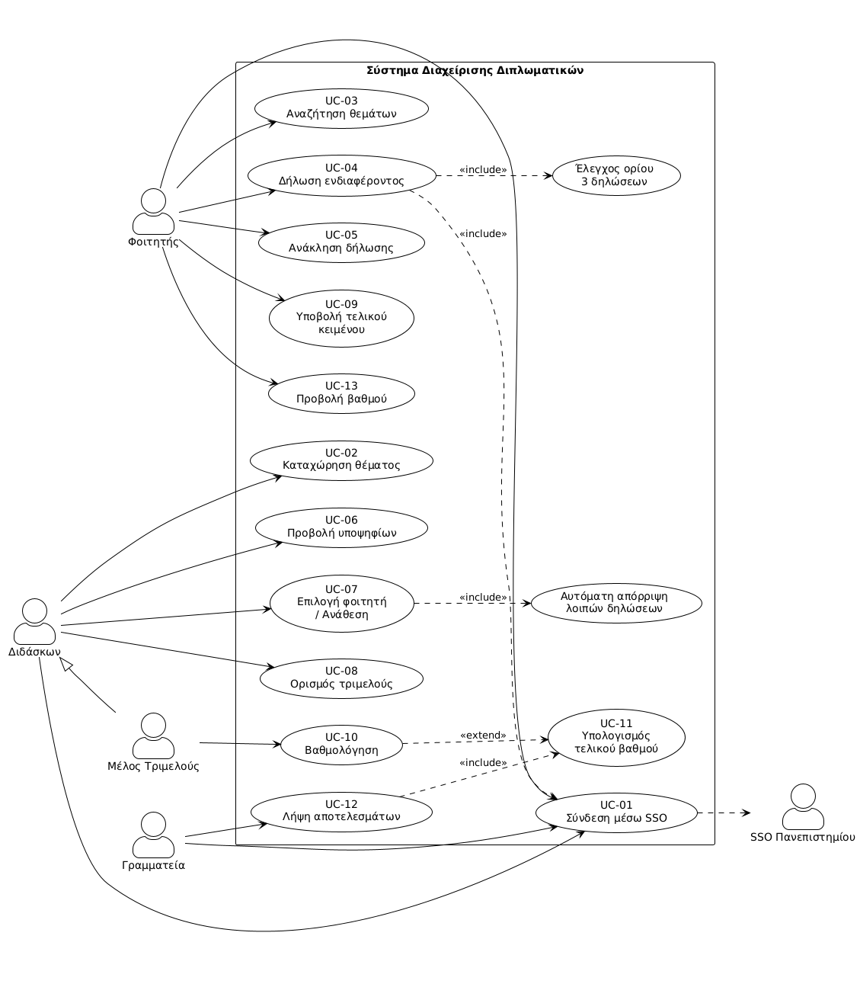 Σύστημα Διαχείρισης Διπλωματικών
UC-03
Αναζήτηση θεμάτων
UC-04
Δήλωση ενδιαφέροντος
«include»
Έλεγχος ορίου
3 δηλώσεων
Φοιτητής
UC-05
Ανάκληση δήλωσης
«include»
UC-09
Υποβολή τελικού
κειμένου
UC-13
Προβολή βαθμού
UC-02
Καταχώρηση θέματος
UC-06
Προβολή υποψηφίων
UC-07
Επιλογή φοιτητή
/ Ανάθεση
«include»
Αυτόματη απόρριψη
λοιπών δηλώσεων
Διδάσκων
UC-08
Ορισμός τριμελούς
Μέλος Τριμελούς
UC-10
Βαθμολόγηση
«extend»
UC-11
Υπολογισμός
τελικού βαθμού
«include»
UC-12
Λήψη αποτελεσμάτων
UC-01
Σύνδεση μέσω SSO
SSO Πανεπιστημίου
Γραμματεία